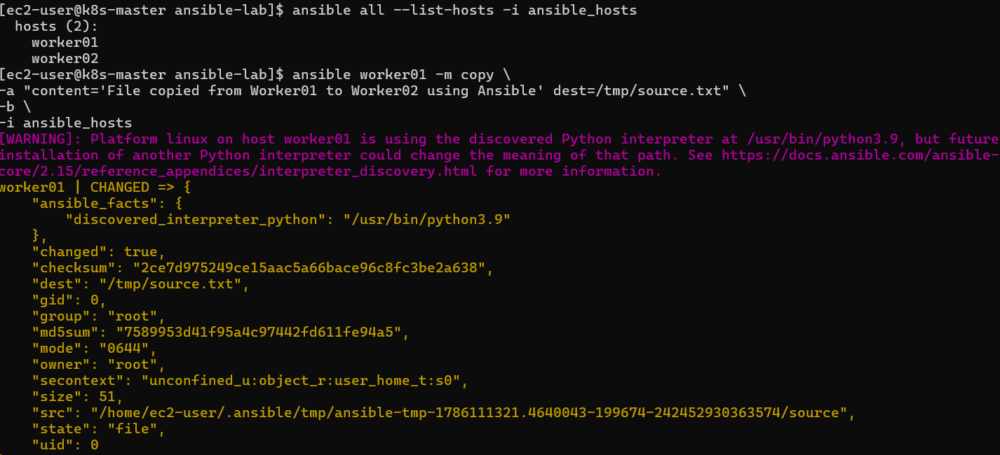 [ec2-user@k8s-master ansible-lab]$ ansible all --list-hosts -i ansible_hosts
  hosts (2):
    worker01
    worker02
[ec2-user@k8s-master ansible-lab]$ ansible worker01 -m copy \
-a "content='File copied from Worker01 to Worker02 using Ansible' dest=/tmp/source.txt" \
-b \
-i ansible_hosts
[WARNING]: Platform linux on host worker01 is using the discovered Python interpreter at /usr/bin/python3.9, but future
installation of another Python interpreter could change the meaning of that path. See https://docs.ansible.com/ansible-
core/2.15/reference_appendices/interpreter_discovery.html for more information.
worker01 | CHANGED => {
    "ansible_facts": {
        "discovered_interpreter_python": "/usr/bin/python3.9"
    },
    "changed": true,
    "checksum": "2ce7d975249ce15aac5a66bace96c8fc3be2a638",
    "dest": "/tmp/source.txt",
    "gid": 0,
    "group": "root",
    "md5sum": "7589953d41f95a4c97442fd611fe94a5",
    "mode": "0644",
    "owner": "root",
    "secontext": "unconfined_u:object_r:user_home_t:s0",
    "size": 51,
    "src": "/home/ec2-user/.ansible/tmp/ansible-tmp-1786111321.4640043-199674-242452930363574/source",
    "state": "file",
    "uid": 0